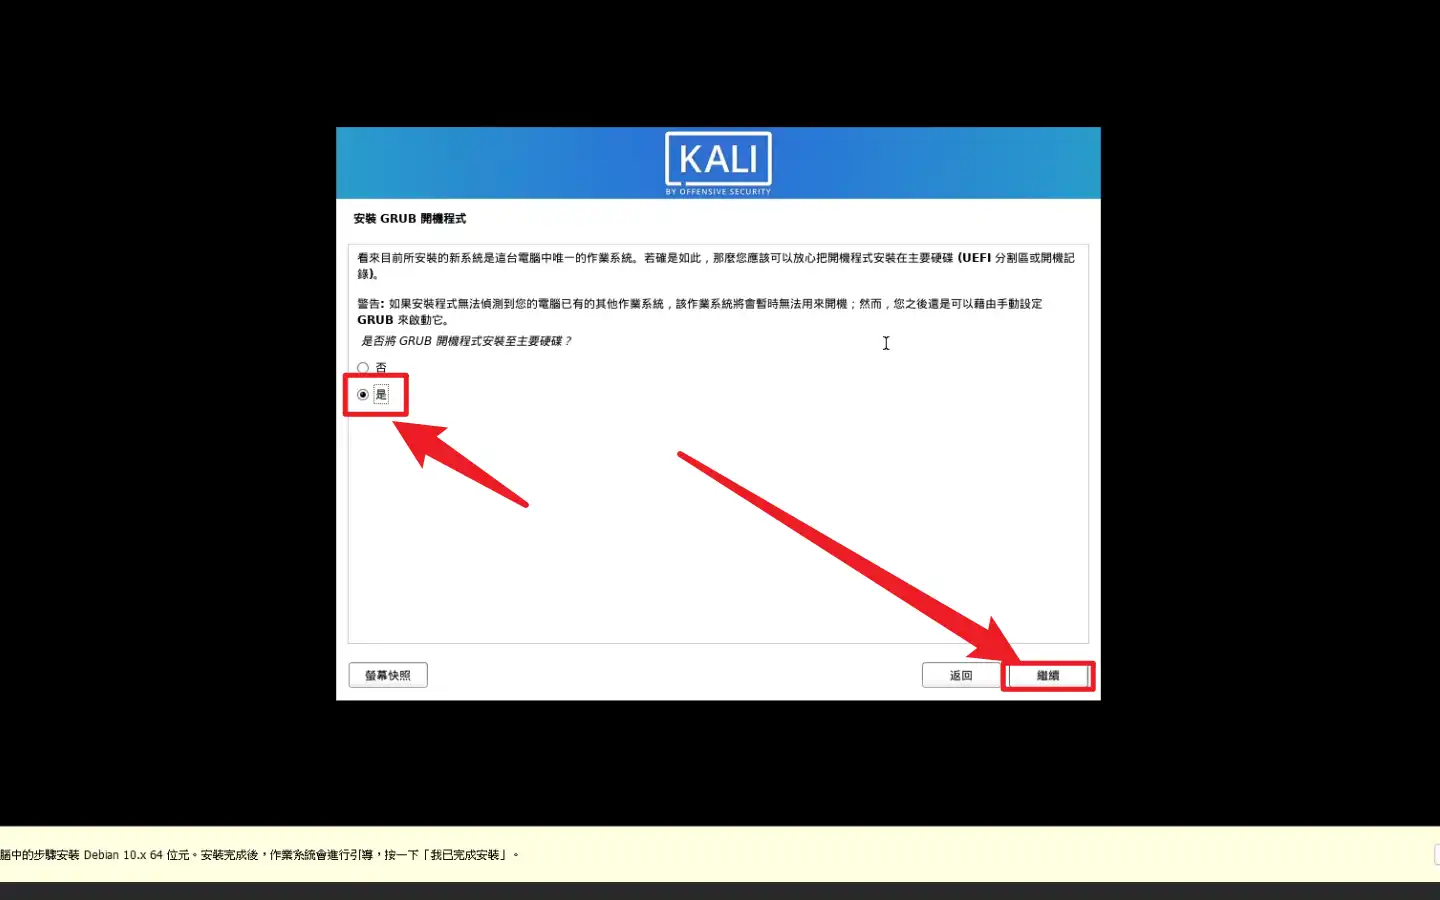 KALI
BY OFFENSIVE SECURITY
安裝 GRUB 開機程式
看來目前所安裝的新系統是這台電腦中唯一的作業系統。若確是如此，那麼您應該可以放心把開機程式安裝在主要硬碟 (UEFI 分割區或開機記
錄)。
警告: 如果安裝程式無法偵測到您的電腦已有的其他作業系統，該作業系統將會暫時無法用來開機；然而，您之後還是可以藉由手動設定
GRUB 來啟動它。
是否將 GRUB 開機程式安裝至主要硬碟？
否
是
螢幕快照
返回
繼續
腦中的步驟安裝 Debian 10.x 64 位元。安裝完成後，作業系統會進行引導，按一下「我已完成安裝」。